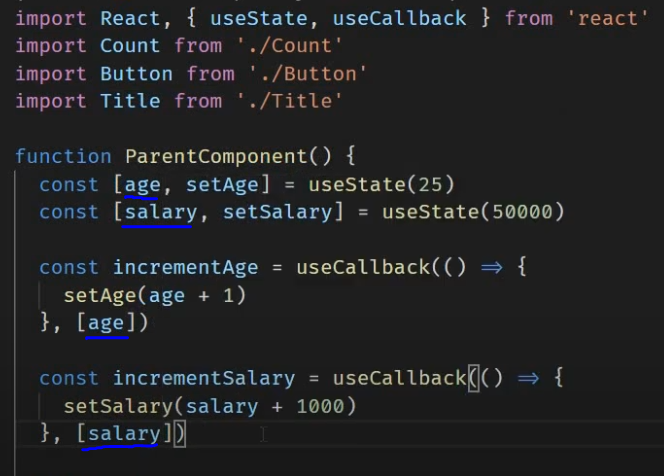 import React, { useState, useCallback } from 'react'
import Count from './Count'
import Button from './Button'
import Title from './Title'
function ParentComponent() {
const [age, setAge] = useState(25)
const [salary, setSalary] = useState(50000)
const incrementAge = useCallback(() => {
setAge(age + 1)
}, [age])
const incrementSalary = useCallback(() => {
setSalary(salary + 1000)
}, [salary])